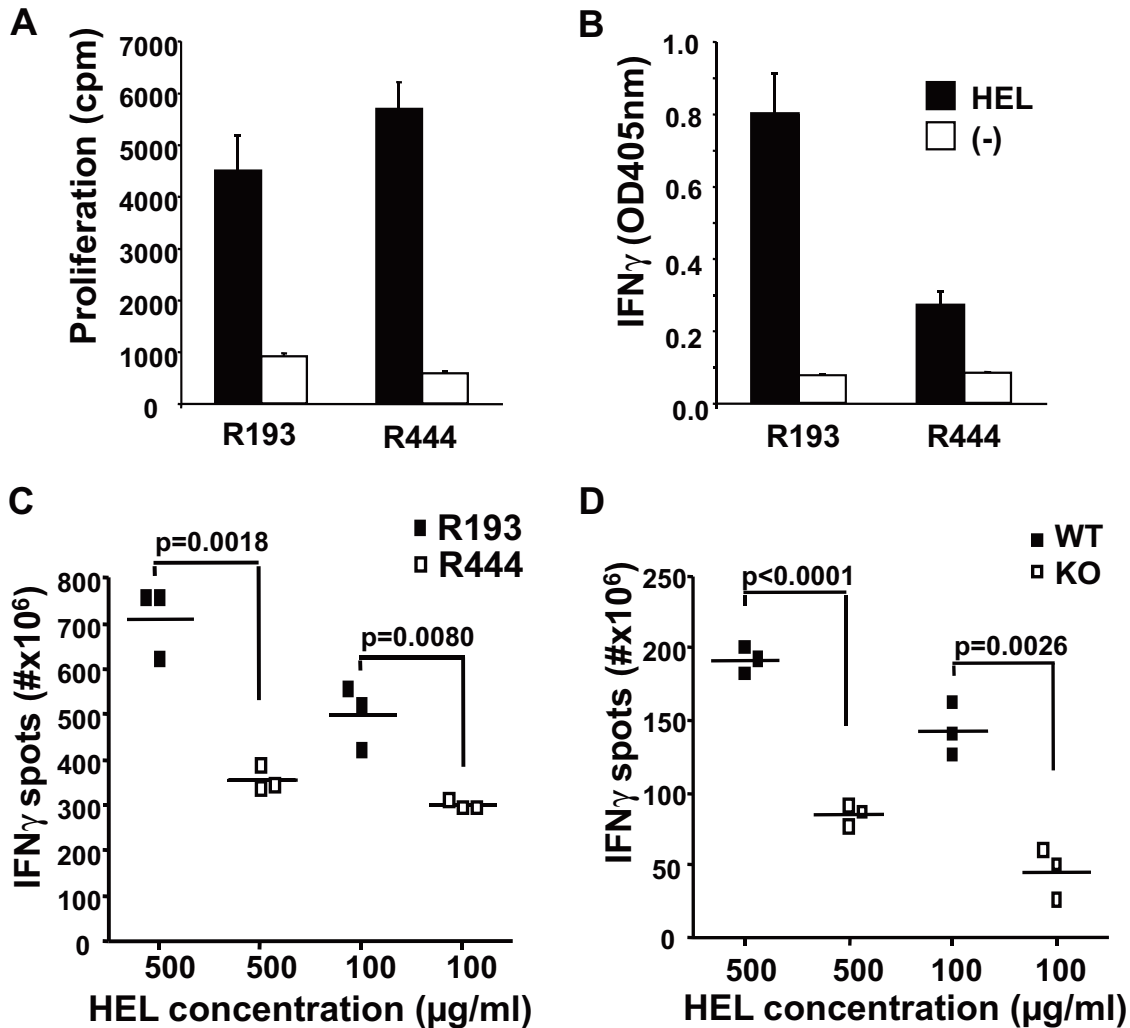 A
Proliferation (cpm)
7000
6000
5000
4000
3000
2000
1000
0
R193
R444
B
IFNγ (OD405nm)
1.0
0.8
0.6
0.4
0.2
0.0
HEL
(-)
R193
R444
C
R193
R444
p=0.0018
p=0.0080
IFNγ spots (#x10⁶)
800
700
600
500
400
300
200
100
0
500
500
100
100
HEL concentration (µg/ml)
D
WT
KO
p<0.0001
p=0.0026
IFNγ spots (#x10⁶)
250
200
150
100
50
0
500
500
100
100
HEL concentration (µg/ml)